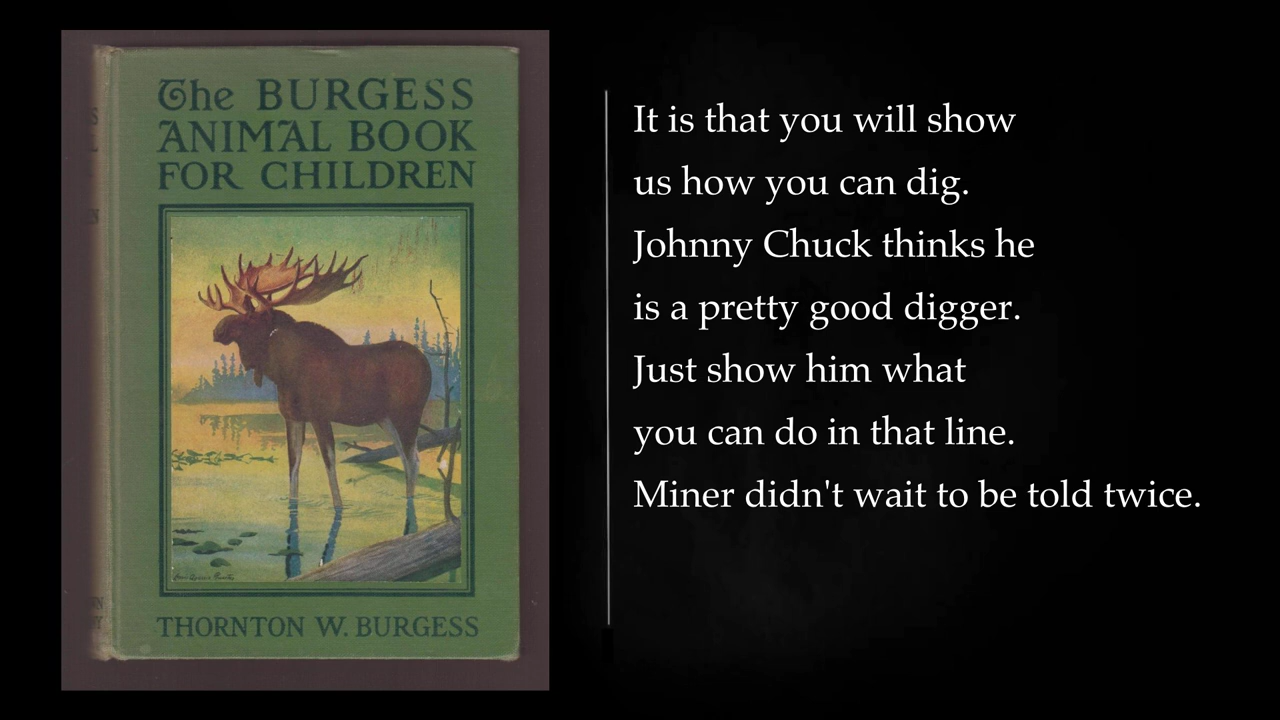 The BURGESS
ANIMAL BOOK
FOR CHILDREN
THORNTON W. BURGESS
It is that you will show
us how you can dig.
Johnny Chuck thinks he
is a pretty good digger.
Just show him what
you can do in that line.
Miner didn't wait to be told twice.